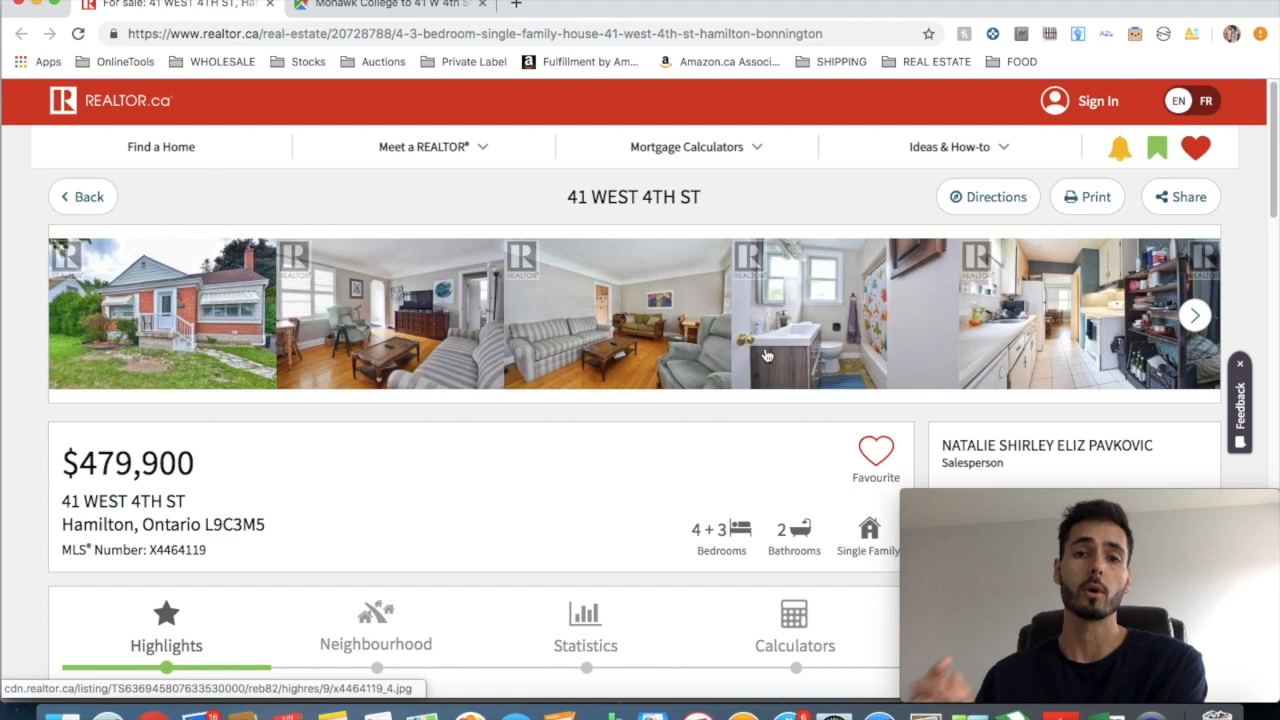 For sale: 41 WEST 4TH ST, Ha
Mohawk College to 41 W 4th S
https://www.realtor.ca/real-estate/20728788/4-3-bedroom-single-family-house-41-west-4th-st-hamilton-bonnington
Apps OnlineTools WHOLESALE Stocks Auctions Private Label Fulfillment by Am... Amazon.ca Associ... SHIPPING REAL ESTATE FOOD
R REALTOR.ca
Sign In
EN FR
Find a Home Meet a REALTOR® Mortgage Calculators Ideas & How-to
Back
41 WEST 4TH ST
Directions Print Share
R R R R R R
REALTOR REALTOR REALTOR REALTOR REALTOR
Feedback
$479,900
Favourite
41 WEST 4TH ST
Hamilton, Ontario L9C3M5
MLS® Number: X4464119
4 + 3 2
Bedrooms Bathrooms Single Family
NATALIE SHIRLEY ELIZ PAVKOVIC
Salesperson
Highlights Neighbourhood Statistics Calculators
cdn.realtor.ca/listing/TS636945807633530000/reb82/highres/9/x4464119_4.jpg